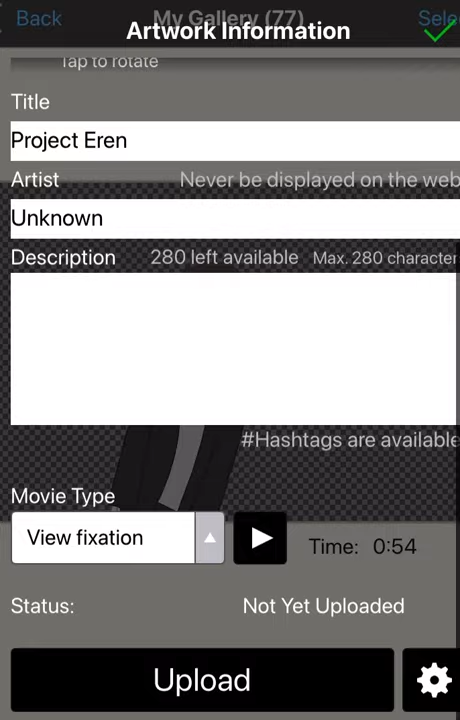 Back My Gallery (77) Sele
Artwork Information
Tap to rotate
Title
Project Eren
Artist Never be displayed on the web
Unknown
Description 280 left available Max. 280 character
#Hashtags are available
Movie Type
View fixation Time: 0:54
Status: Not Yet Uploaded
Upload